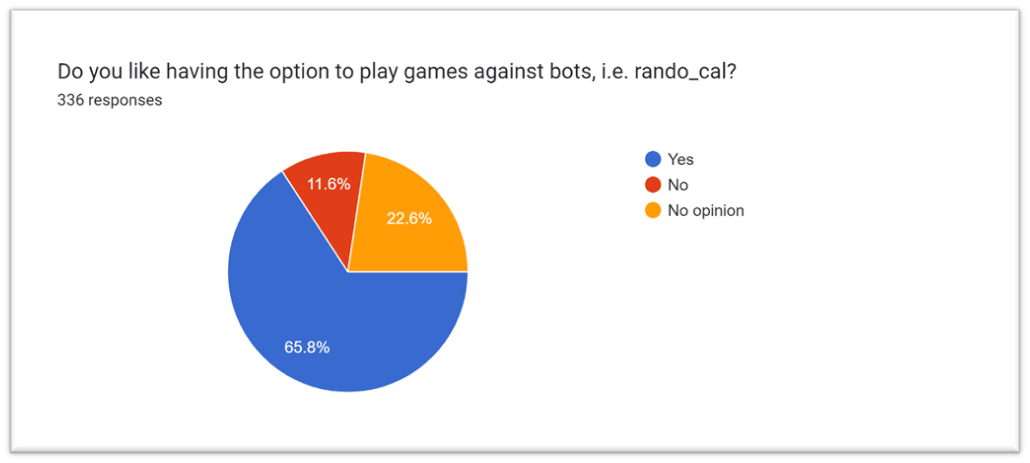 Do you like having the option to play games against bots, i.e. rando_cal?
336 responses
Yes
No
No opinion
11.6%
22.6%
65.8%